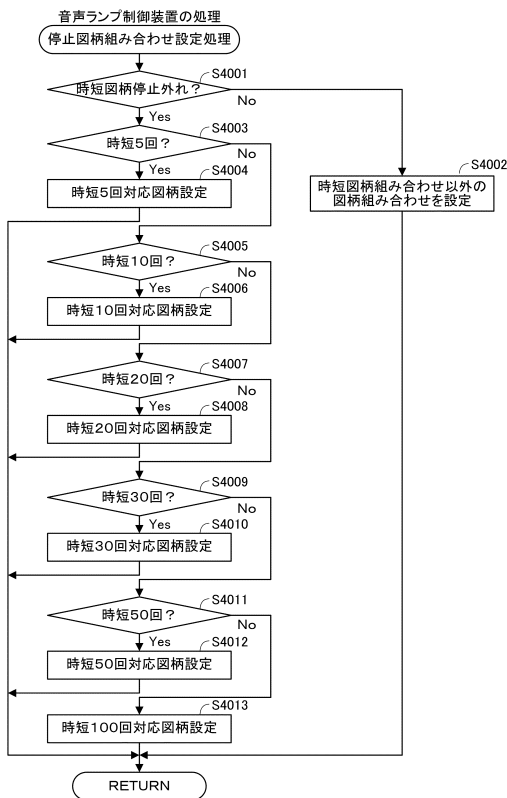 音声ランプ制御装置の処理
停止図柄組み合わせ設定処理
S4001
時短図柄停止外れ？
No
Yes
S4003
時短5回？
No
Yes
S4004
時短5回対応図柄設定
S4002
時短図柄組み合わせ以外の
図柄組み合わせを設定
S4005
時短10回？
No
Yes
S4006
時短10回対応図柄設定
S4007
時短20回？
No
Yes
S4008
時短20回対応図柄設定
S4009
時短30回？
No
Yes
S4010
時短30回対応図柄設定
S4011
時短50回？
No
Yes
S4012
時短50回対応図柄設定
S4013
時短100回対応図柄設定
RETURN